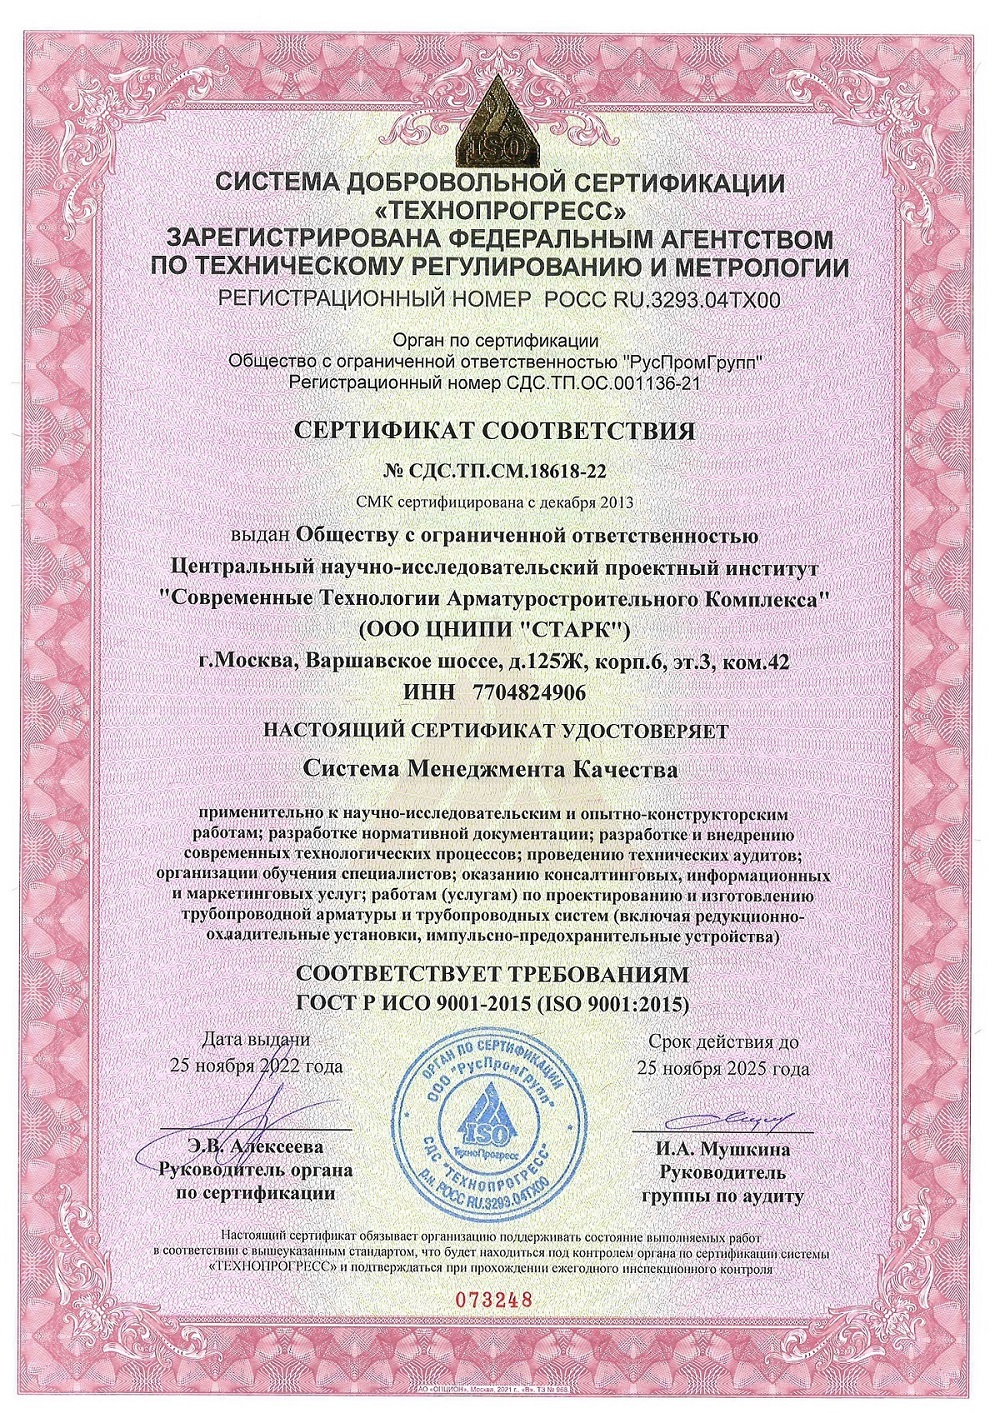 ISO
СИСТЕМА ДОБРОВОЛЬНОЙ СЕРТИФИКАЦИИ
«ТЕХНОПРОГРЕСС»
ЗАРЕГИСТРИРОВАНА ФЕДЕРАЛЬНЫМ АГЕНТСТВОМ
ПО ТЕХНИЧЕСКОМУ РЕГУЛИРОВАНИЮ И МЕТРОЛОГИИ
РЕГИСТРАЦИОННЫЙ НОМЕР РОСС RU.3293.04ТХ00
Орган по сертификации
Общество с ограниченной ответственностью "РусПромГрупп"
Регистрационный номер СДС.ТП.ОС.001136-21
СЕРТИФИКАТ СООТВЕТСТВИЯ
№ СДС.ТП.СМ.18618-22
СМК сертифицирована с декабря 2013
выдан Обществу с ограниченной ответственностью
Центральный научно-исследовательский проектный институт
"Современные Технологии Арматуростроительного Комплекса"
(ООО ЦНИПИ "СТАРК")
г.Москва, Варшавское шоссе, д.125Ж, корп.6, эт.3, ком.42
ИНН 7704824906
НАСТОЯЩИЙ СЕРТИФИКАТ УДОСТОВЕРЯЕТ
Система Менеджмента Качества
применительно к научно-исследовательским и опытно-конструкторским
работам; разработке нормативной документации; разработке и внедрению
современных технологических процессов; проведению технических аудитов;
организации обучения специалистов; оказанию консалтинговых, информационных
и маркетинговых услуг; работам (услугам) по проектированию и изготовлению
трубопроводной арматуры и трубопроводных систем (включая редукционно-
охладительные установки, импульсно-предохранительные устройства)
СООТВЕТСТВУЕТ ТРЕБОВАНИЯМ
ГОСТ Р ИСО 9001-2015 (ISO 9001:2015)
Дата выдачи
25 ноября 2022 года
Срок действия до
25 ноября 2025 года
ОРГАН ПО СЕРТИФИКАЦИИ
ООО "РусПромГрупп"
ISO
ТехноПрогресс
СДС "ТЕХНОПРОГРЕСС"
р.н. РОСС RU.3293.04ТХ00
Э.В. Алексеева
Руководитель органа
по сертификации
И.А. Мушкина
Руководитель
группы по аудиту
Настоящий сертификат обязывает организацию поддерживать состояние выполняемых работ
в соответствии с вышеуказанным стандартом, что будет находиться под контролем органа по сертификации системы
«ТЕХНОПРОГРЕСС» и подтверждаться при прохождении ежегодного инспекционного контроля
073248
ЗАО «ОПЦИОН», Москва, 2021 г., «В». ТЗ № 968.